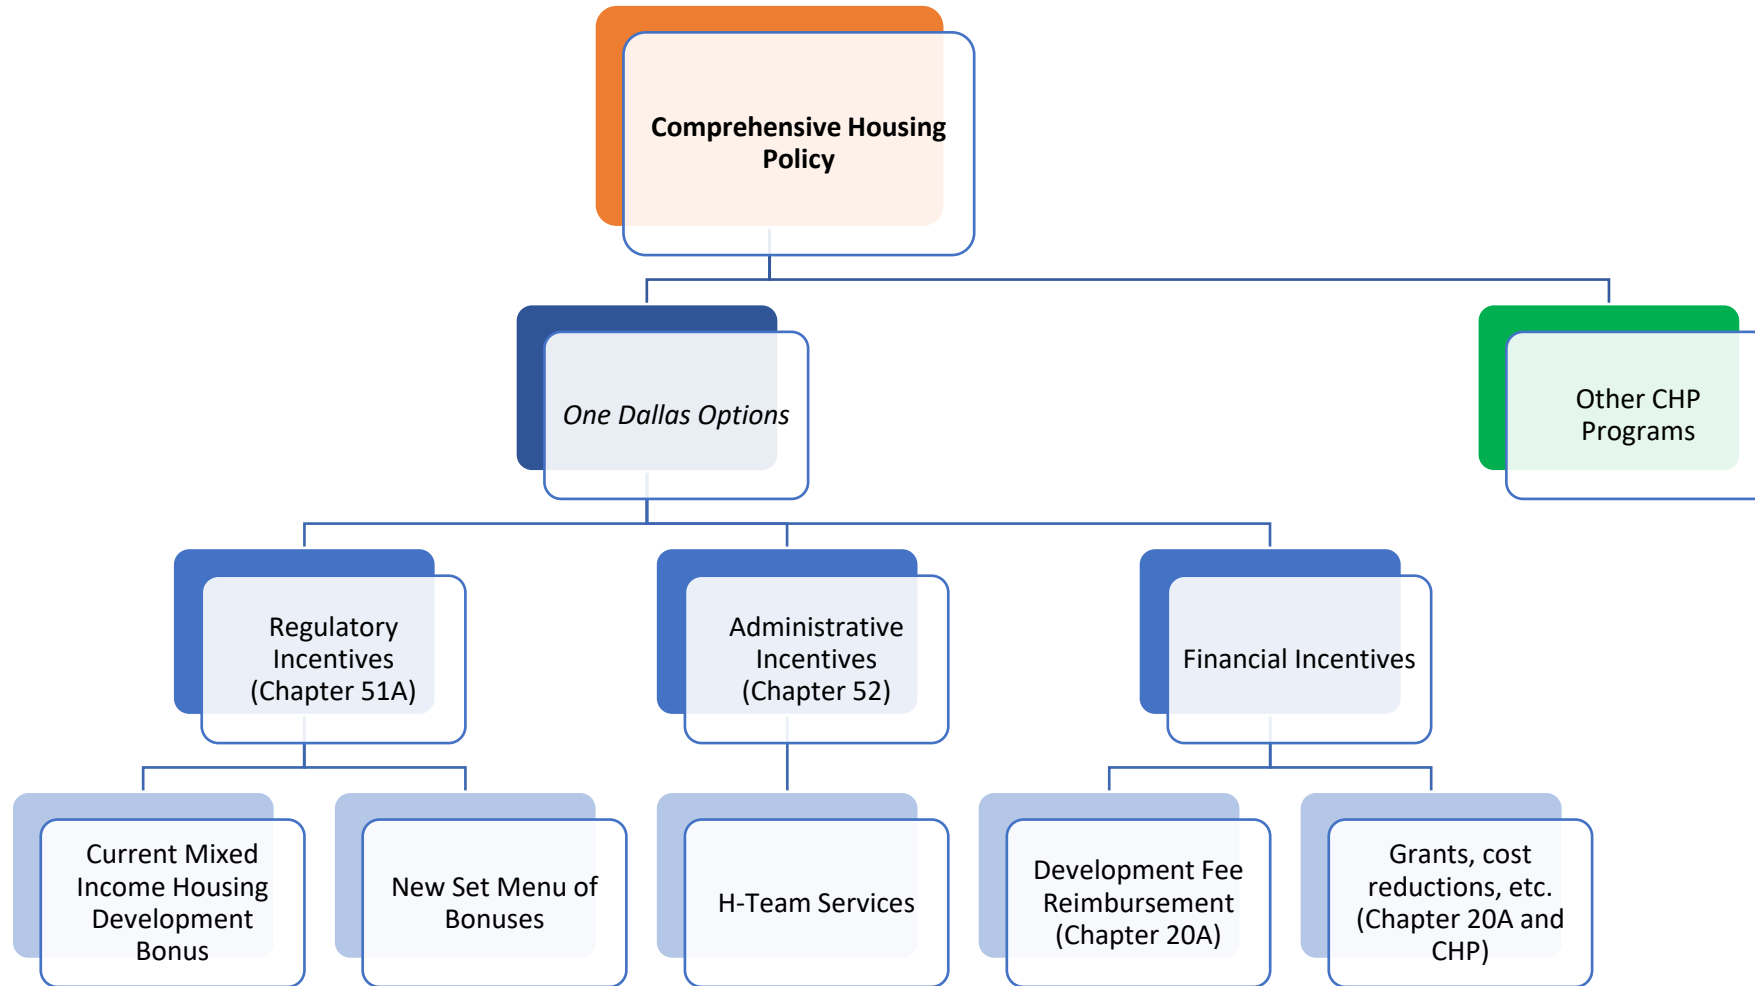 Comprehensive Housing
Policy
One Dallas Options
Other CHP
Programs
Regulatory
Incentives
(Chapter 51A)
Administrative
Incentives
(Chapter 52)
Financial Incentives
Current Mixed
Income Housing
Development
Bonus
New Set Menu of
Bonuses
H-Team Services
Development Fee
Reimbursement
(Chapter 20A)
Grants, cost
reductions, etc.
(Chapter 20A and
CHP)